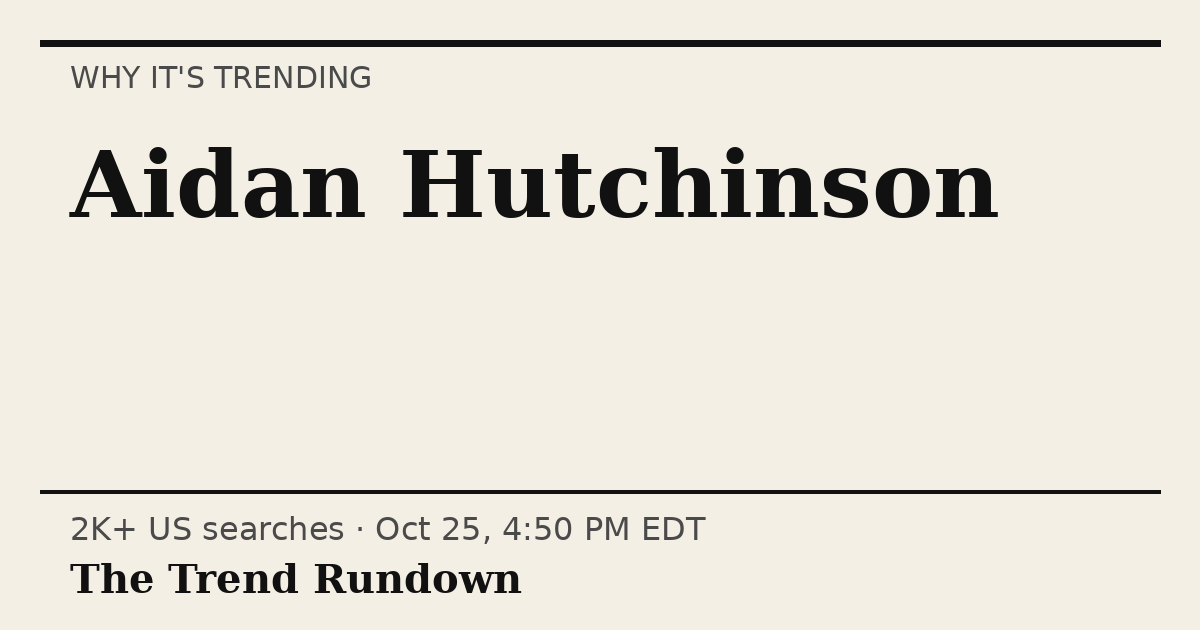 WHY IT'S TRENDING
Aidan Hutchinson
2K+ US searches · Oct 25, 4:50 PM EDT
The Trend Rundown